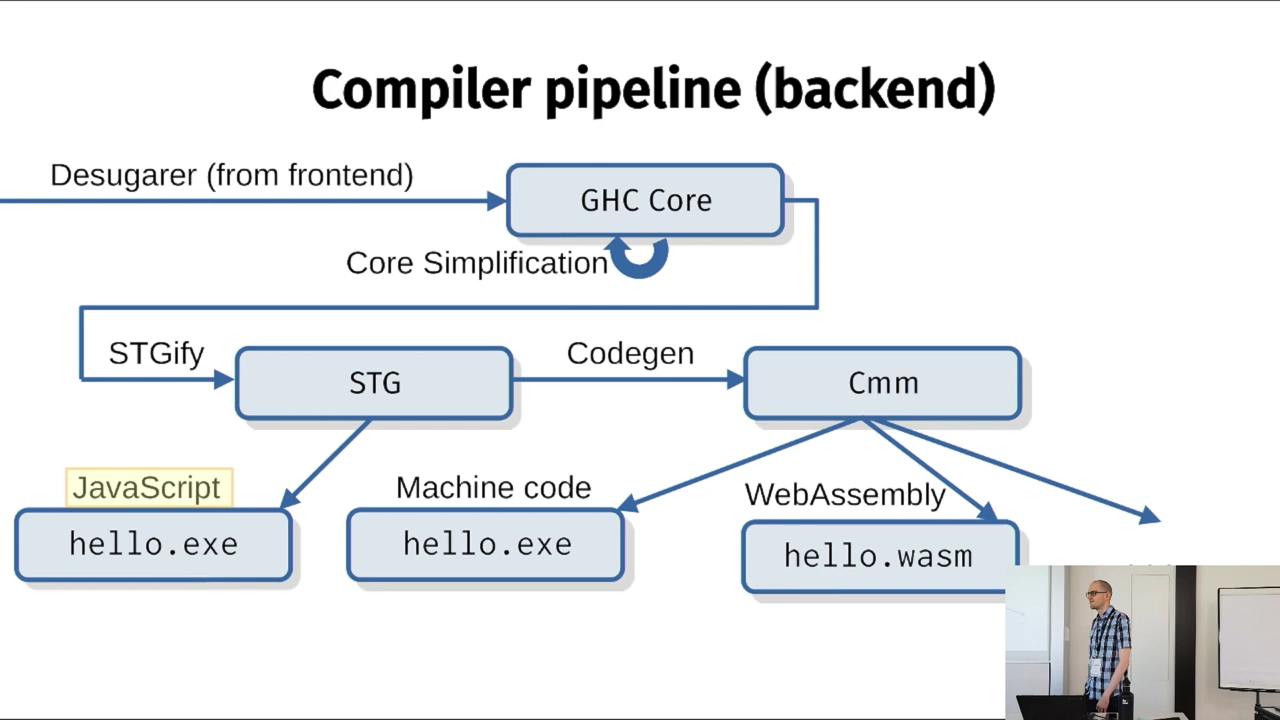 Compiler pipeline (backend)
Desugarer (from frontend)
GHC Core
Core Simplification
STGify
STG
Codegen
Cmm
JavaScript
hello.exe
Machine code
hello.exe
WebAssembly
hello.wasm